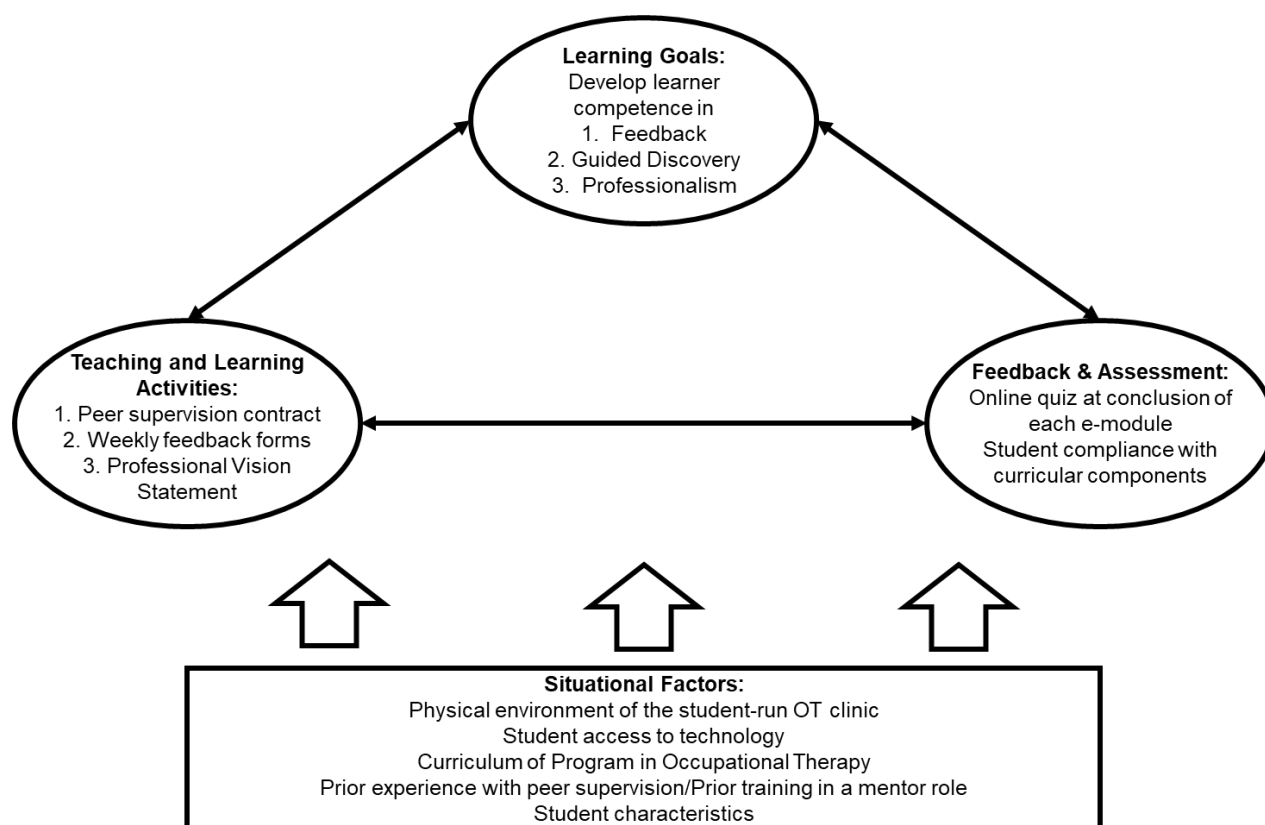 Learning Goals:
Develop learner
competence in
1. Feedback
2. Guided Discovery
3. Professionalism
Teaching and Learning
Activities:
1. Peer supervision contract
2. Weekly feedback forms
3. Professional Vision
Statement
Feedback & Assessment:
Online quiz at conclusion of
each e-module
Student compliance with
curricular components
Situational Factors:
Physical environment of the student-run OT clinic
Student access to technology
Curriculum of Program in Occupational Therapy
Prior experience with peer supervision/Prior training in a mentor role
Student characteristics